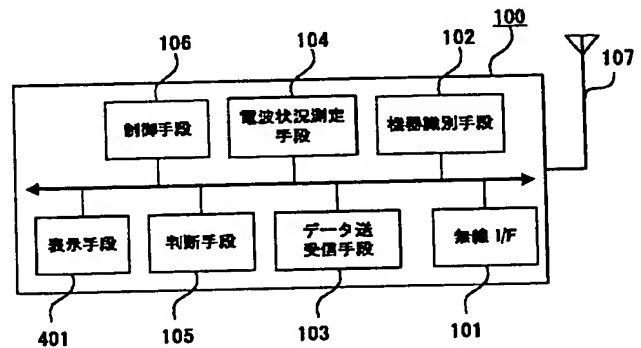 106
104
102
100
107
制御手段
電波状況測定
手段
機器識別手段
表示手段
判断手段
データ送
受信手段
無線 I/F
401
105
103
101